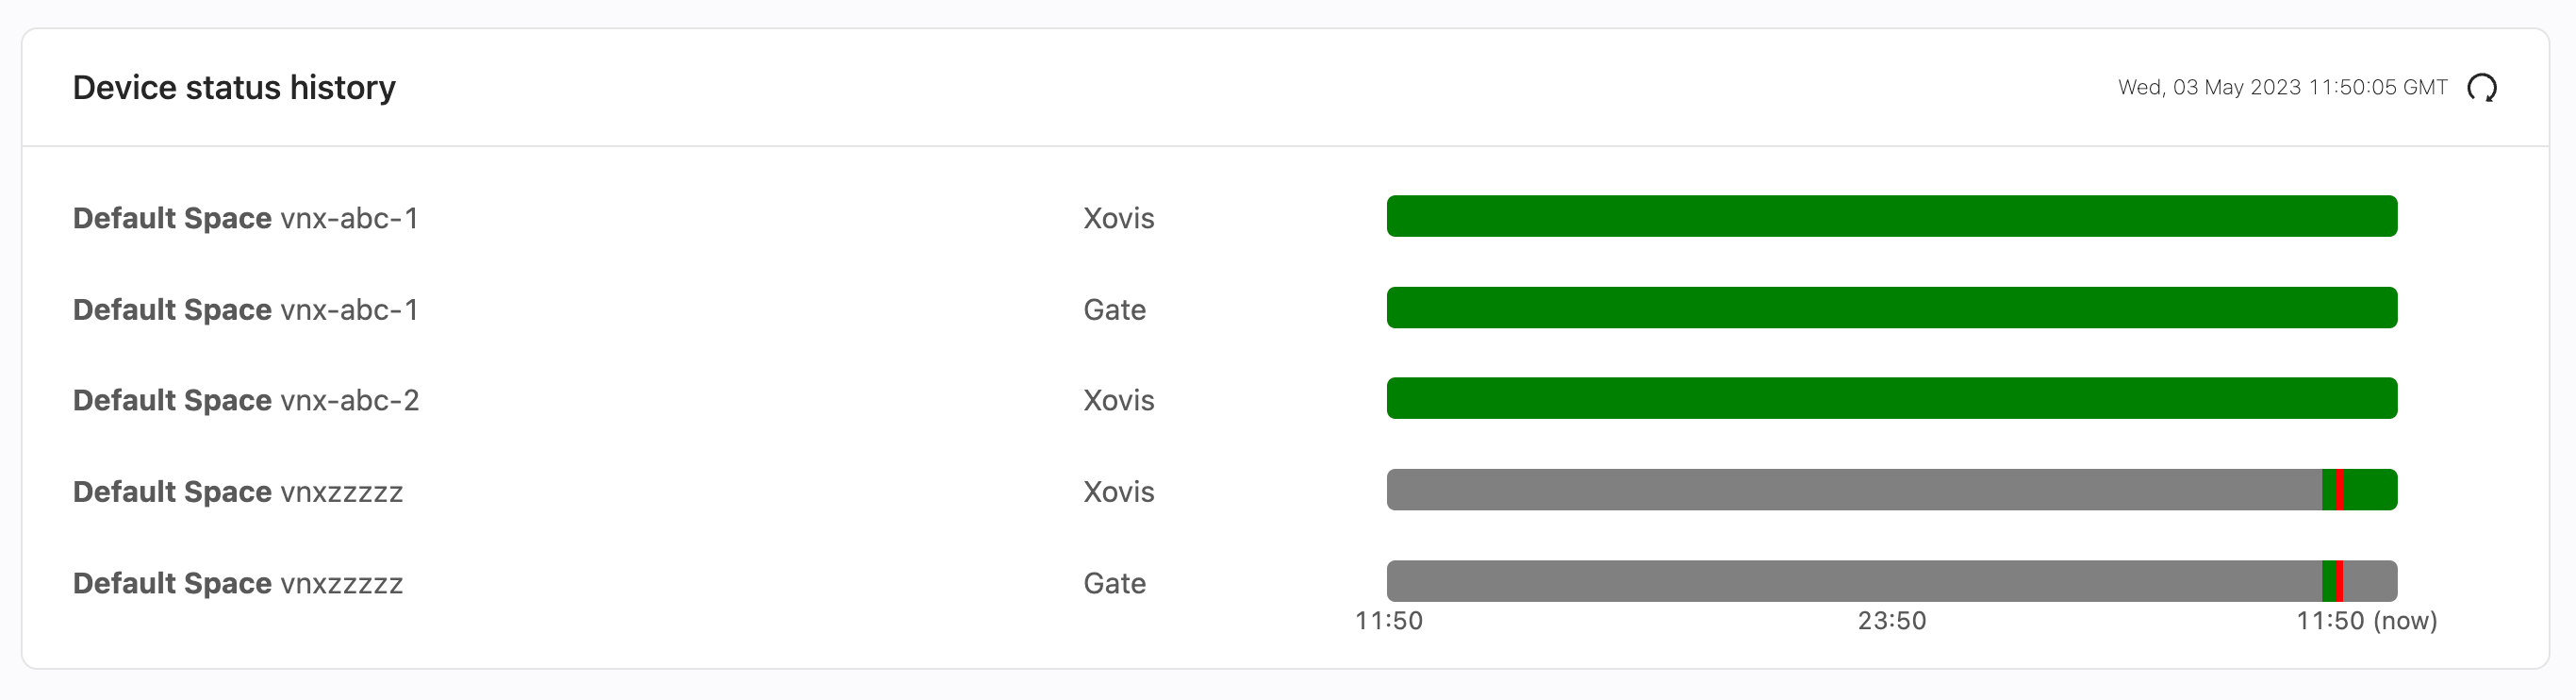 Device status history
Wed, 03 May 2023 11:50:05 GMT
Default Space vnx-abc-1 Xovis
Default Space vnx-abc-1 Gate
Default Space vnx-abc-2 Xovis
Default Space vnxzzzzz Xovis
Default Space vnxzzzzz Gate
11:50 23:50 11:50 (now)